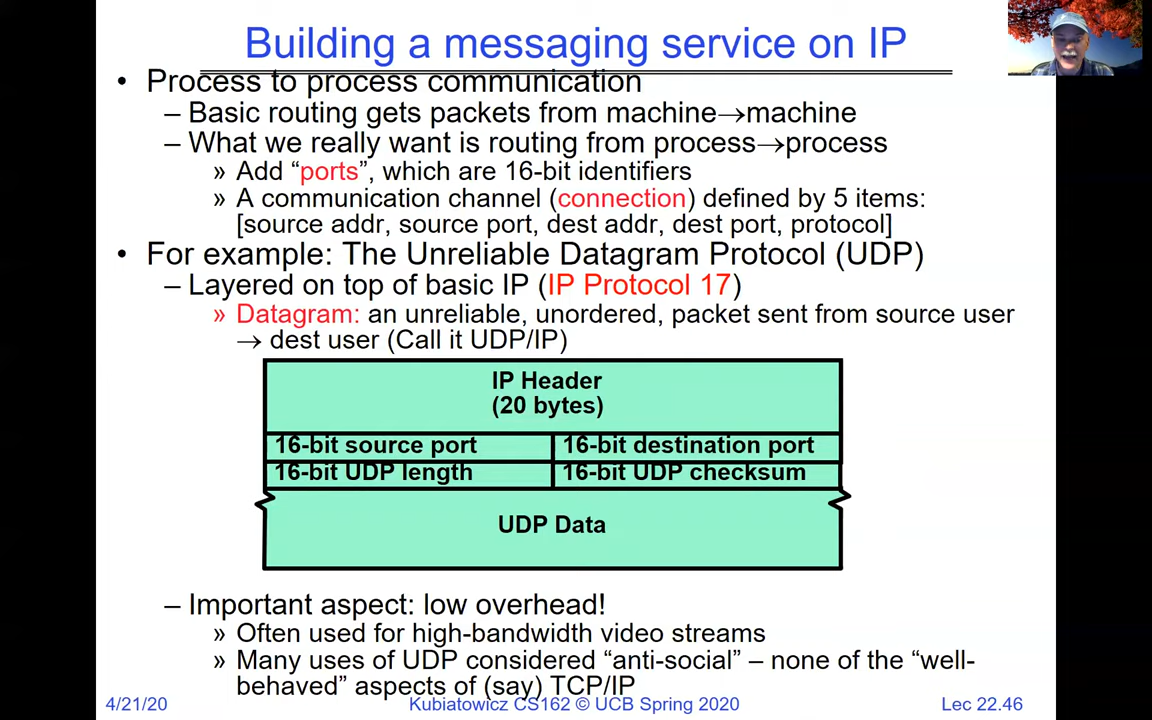 Building a messaging service on IP
• Process to process communication
– Basic routing gets packets from machine→machine
– What we really want is routing from process→process
» Add “ports”, which are 16-bit identifiers
» A communication channel (connection) defined by 5 items:
[source addr, source port, dest addr, dest port, protocol]
• For example: The Unreliable Datagram Protocol (UDP)
– Layered on top of basic IP (IP Protocol 17)
» Datagram: an unreliable, unordered, packet sent from source user
→ dest user (Call it UDP/IP)
IP Header
(20 bytes)
16-bit source port 16-bit destination port
16-bit UDP length 16-bit UDP checksum
UDP Data
– Important aspect: low overhead!
» Often used for high-bandwidth video streams
» Many uses of UDP considered “anti-social” – none of the “well-
behaved” aspects of (say) TCP/IP
4/21/20 Kubiatowicz CS162 © UCB Spring 2020 Lec 22.46